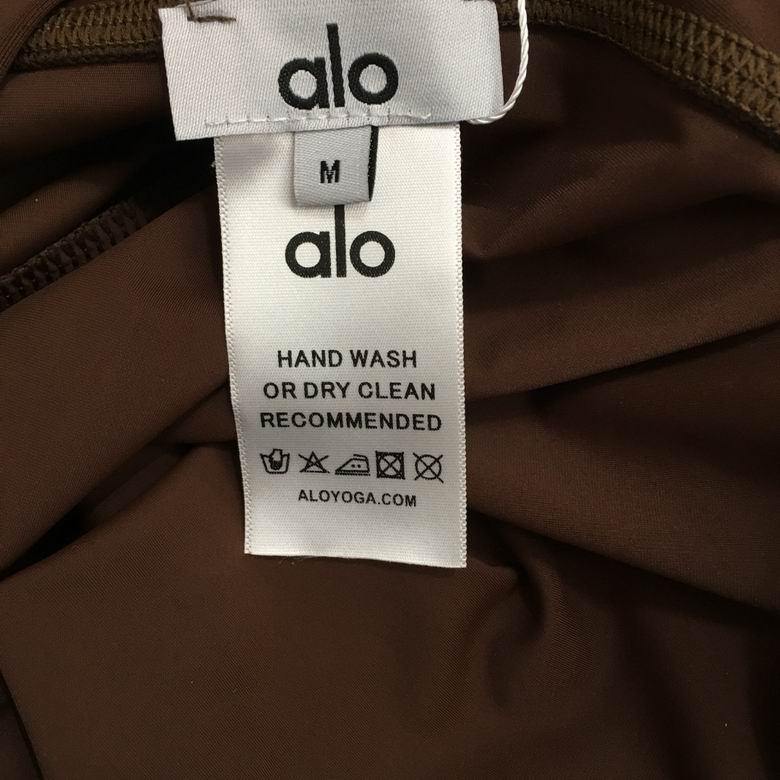 alo
M
alo
HAND WASH
OR DRY CLEAN
RECOMMENDED
ALOYOGA.COM